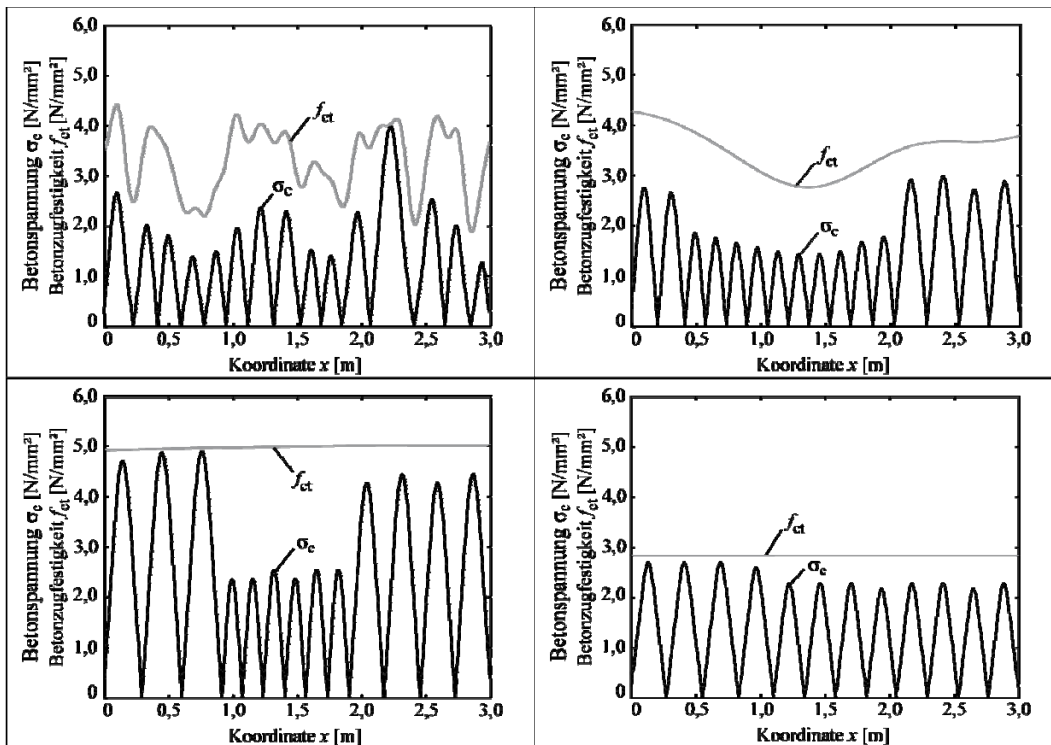 Betonspannung σc [N/mm²]
Betonzugfestigkeit fct [N/mm²]
6,0
5,0
4,0
3,0
2,0
1,0
0
fct
σc
0 0,5 1,0 1,5 2,0 2,5 3,0
Koordinate x [m]
Betonspannung σc [N/mm²]
Betonzugfestigkeit fct [N/mm²]
6,0
5,0
4,0
3,0
2,0
1,0
0
fct
σc
0 0,5 1,0 1,5 2,0 2,5 3,0
Koordinate x [m]
Betonspannung σc [N/mm²]
Betonzugfestigkeit fct [N/mm²]
6,0
5,0
4,0
3,0
2,0
1,0
0
fct
σc
0 0,5 1,0 1,5 2,0 2,5 3,0
Koordinate x [m]
Betonspannung σc [N/mm²]
Betonzugfestigkeit fct [N/mm²]
6,0
5,0
4,0
3,0
2,0
1,0
0
fct
σc
0 0,5 1,0 1,5 2,0 2,5 3,0
Koordinate x [m]